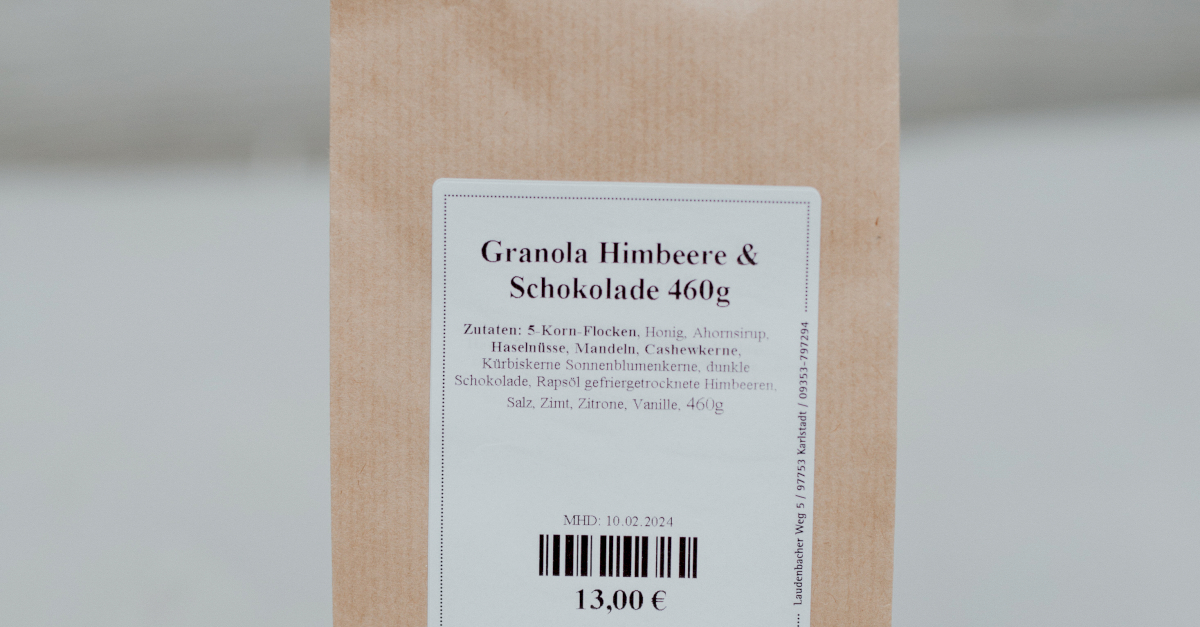 Granola Himbeere &
Schokolade 460g
Zutaten: 5-Korn-Flocken, Honig, Ahornsirup,
Haselnüsse, Mandeln, Cashewkerne,
Kürbiskerne Sonnenblumenkerne, dunkle
Schokolade, Rapsöl gefriergetrocknete Himbeeren,
Salz, Zimt, Zitrone, Vanille, 460g
MHD: 10.02.2024
13,00 €
Laudenbacher Weg 5 / 97753 Karlstadt / 09353-797294